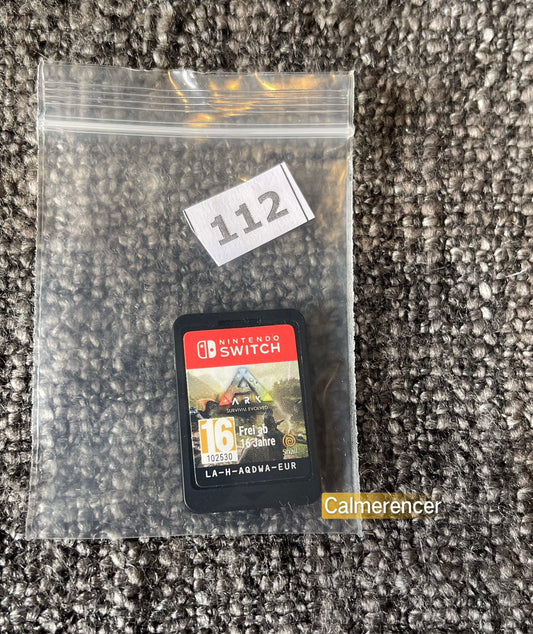 112
NINTENDO
SWITCH
ARK
SURVIVAL EVOLVED
16
Frei ab
16 Jahre
102530
LA-H-AQDWA-EUR
Calmerencer